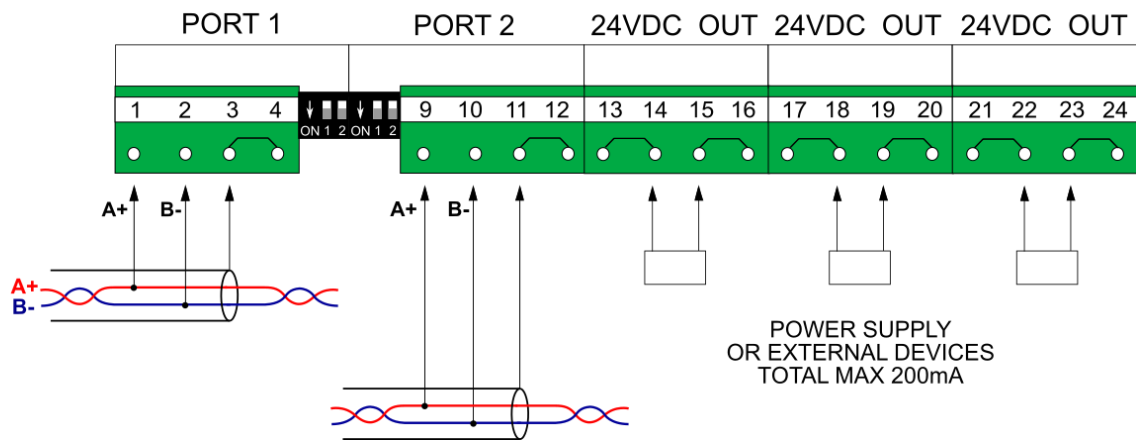 PORT 1 PORT 2 24VDC OUT 24VDC OUT 24VDC OUT
1 2 3 4 9 10 11 12 13 14 15 16 17 18 19 20 21 22 23 24
ON 1 2 ON 1 2
A+ B- A+ B-
A+
B-
POWER SUPPLY
OR EXTERNAL DEVICES
TOTAL MAX 200mA